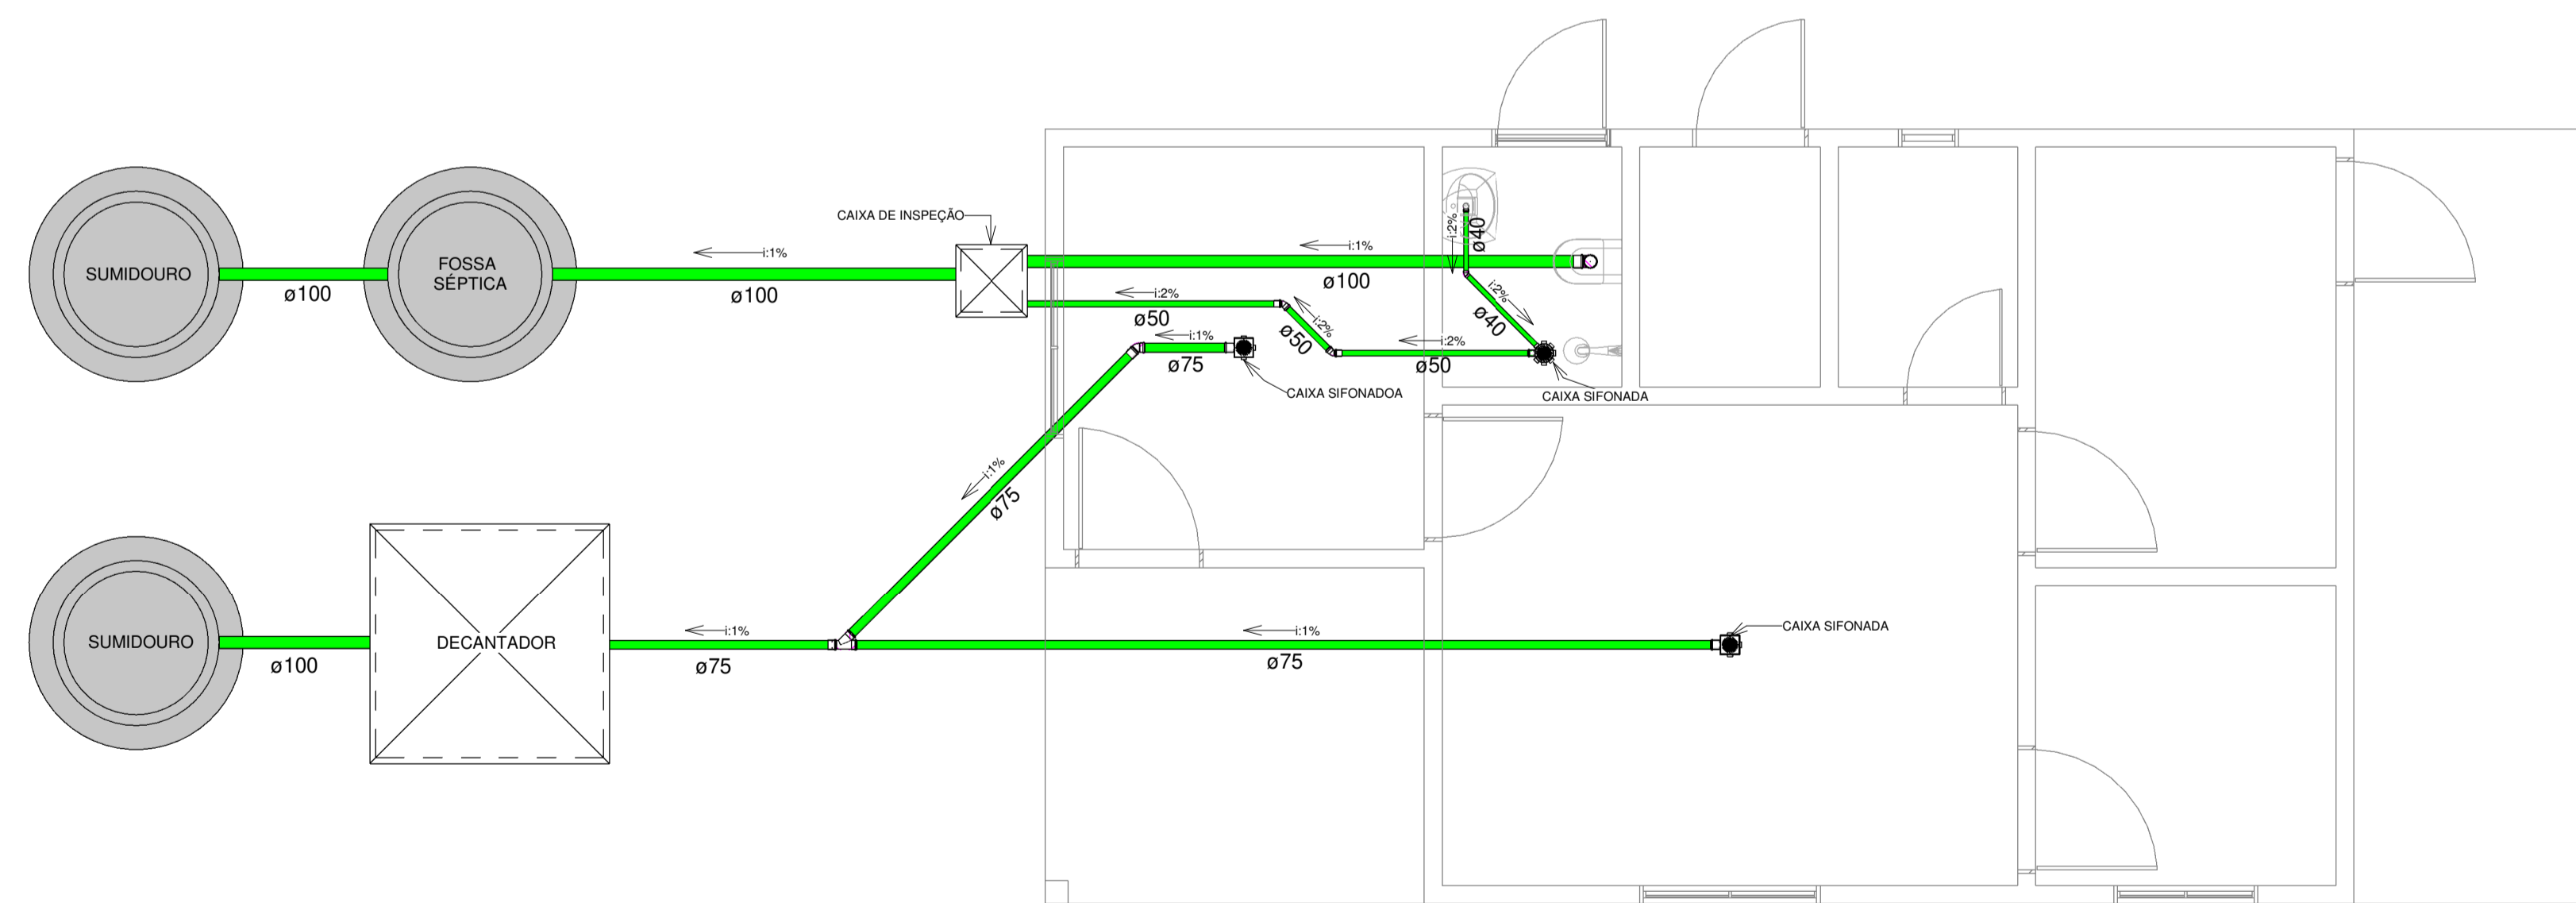 CAIXA DE INSPEÇÃO
SUMIDOURO
ø100
FOSSA
SÉPTICA
i:1%
ø100
i:1%
ø100
i:2%
ø40
i:2%
ø40
i:2%
ø50
i:2%
ø50
i:2%
ø50
i:1%
ø75
CAIXA SIFONADOA
CAIXA SIFONADA
i:1%
ø75
SUMIDOURO
ø100
DECANTADOR
i:1%
ø75
i:1%
ø75
CAIXA SIFONADA